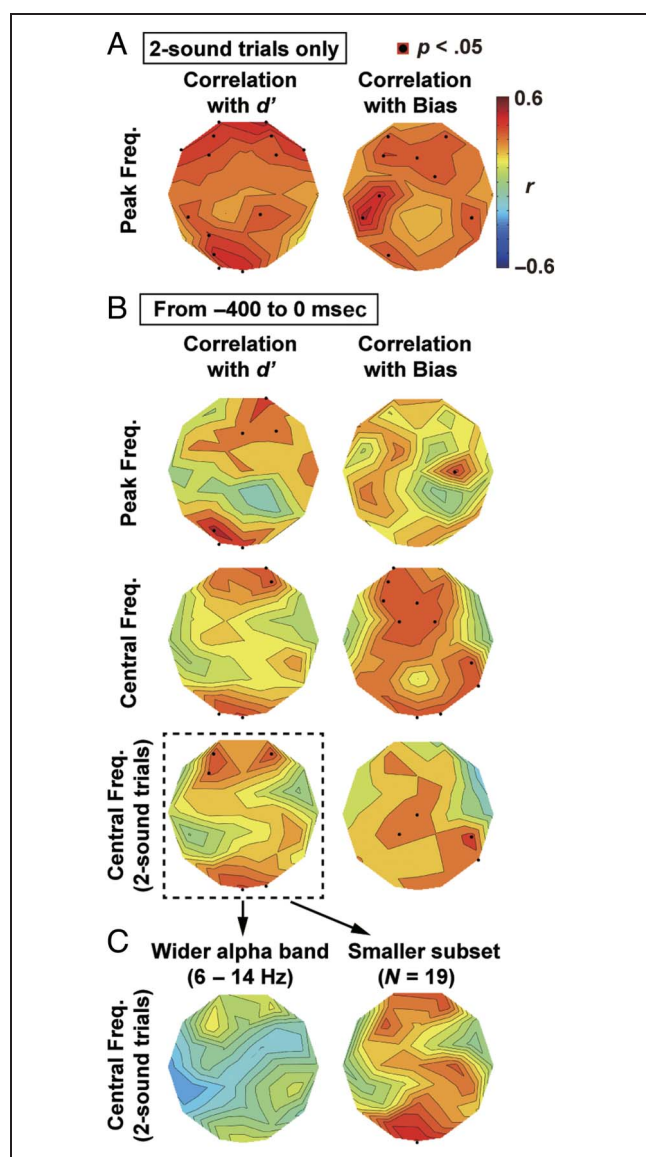 A 2-sound trials only p < .05
Correlation with d’ Correlation with Bias
Peak Freq.
0.6
r
–0.6
B From –400 to 0 msec
Correlation with d’ Correlation with Bias
Peak Freq.
Central Freq.
Central Freq. (2-sound trials)
C Wider alpha band (6 – 14 Hz) Smaller subset (N = 19)
Central Freq. (2-sound trials)